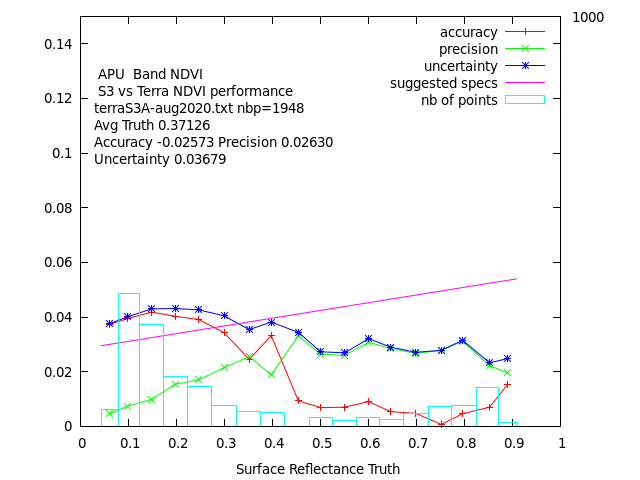 1000
0.14
0.12
0.1
0.08
0.06
0.04
0.02
0
accuracy
precision
uncertainty
suggested specs
nb of points
APU Band NDVI
S3 vs Terra NDVI performance
terraS3A-aug2020.txt nbp=1948
Avg Truth 0.37126
Accuracy -0.02573 Precision 0.02630
Uncertainty 0.03679
0 0.1 0.2 0.3 0.4 0.5 0.6 0.7 0.8 0.9 1
Surface Reflectance Truth